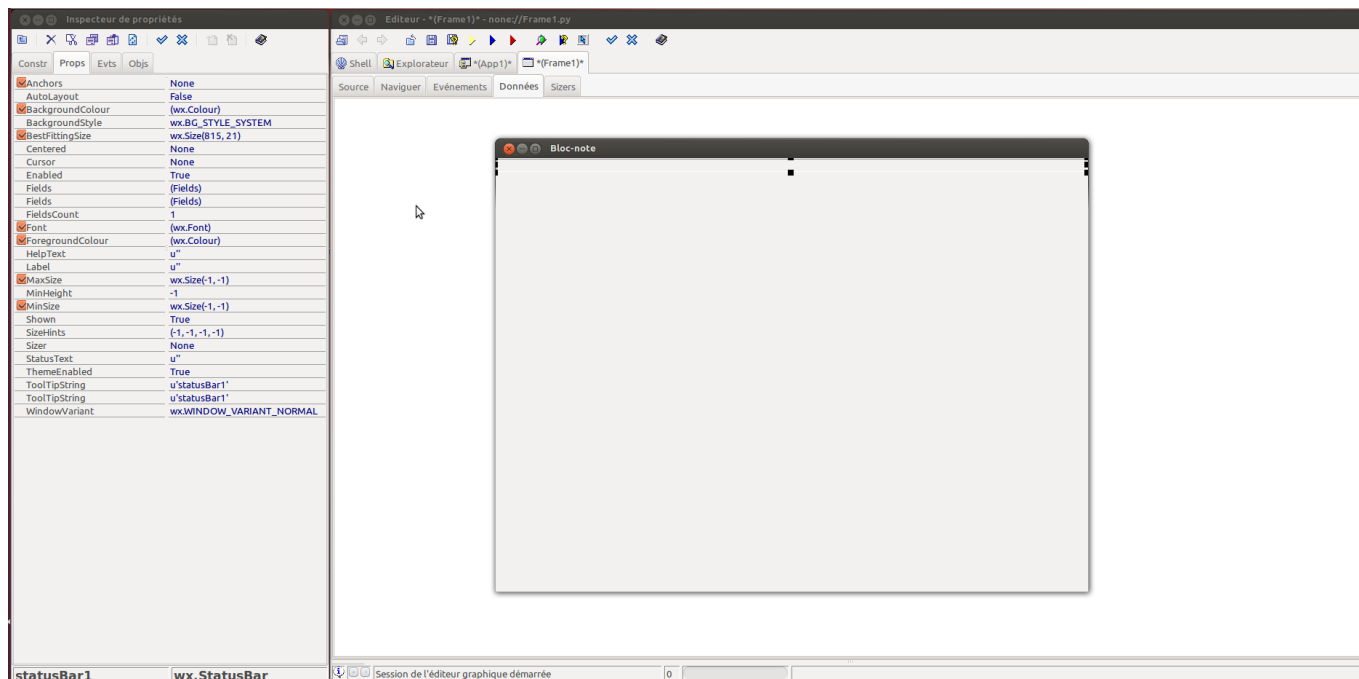 Inspecteur de propriétés
Editeur - *(Frame1)* - none://Frame1.py
Constr Props Evts Objs
Shell Explorateur *(App1)* *(Frame1)*
Source Naviguer Evénements Données Sizers
Anchors None
AutoLayout False
BackgroundColour (wx.Colour)
BackgroundStyle wx.BG_STYLE_SYSTEM
BestFittingSize wx.Size(815, 21)
Centered None
Cursor None
Enabled True
Fields (Fields)
Fields (Fields)
FieldsCount 1
Font (wx.Font)
ForegroundColour (wx.Colour)
HelpText u''
Label u''
MaxSize wx.Size(-1, -1)
MinHeight -1
MinSize wx.Size(-1, -1)
Shown True
SizeHints (-1, -1, -1, -1)
Sizer None
StatusText u''
ThemeEnabled True
ToolTipString u'statusBar1'
ToolTipString u'statusBar1'
WindowVariant wx.WINDOW_VARIANT_NORMAL
Bloc-note
statusBar1 wx.StatusBar
Session de l'éditeur graphique démarrée 0